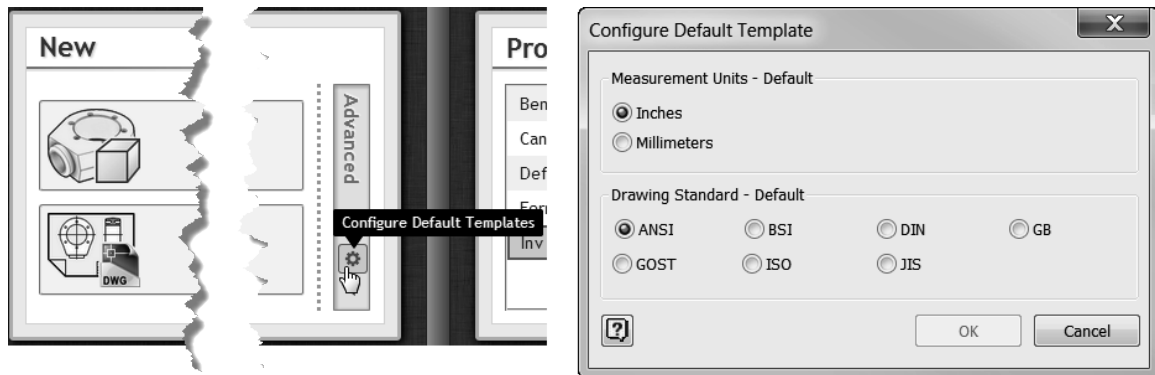 New
Advanced
Configure Default Templates
DWG
Pro
Ben
Can
Def
Inv
Configure Default Template
X
Measurement Units - Default
Inches
Millimeters
Drawing Standard - Default
ANSI BSI DIN GB
GOST ISO JIS
?
OK Cancel